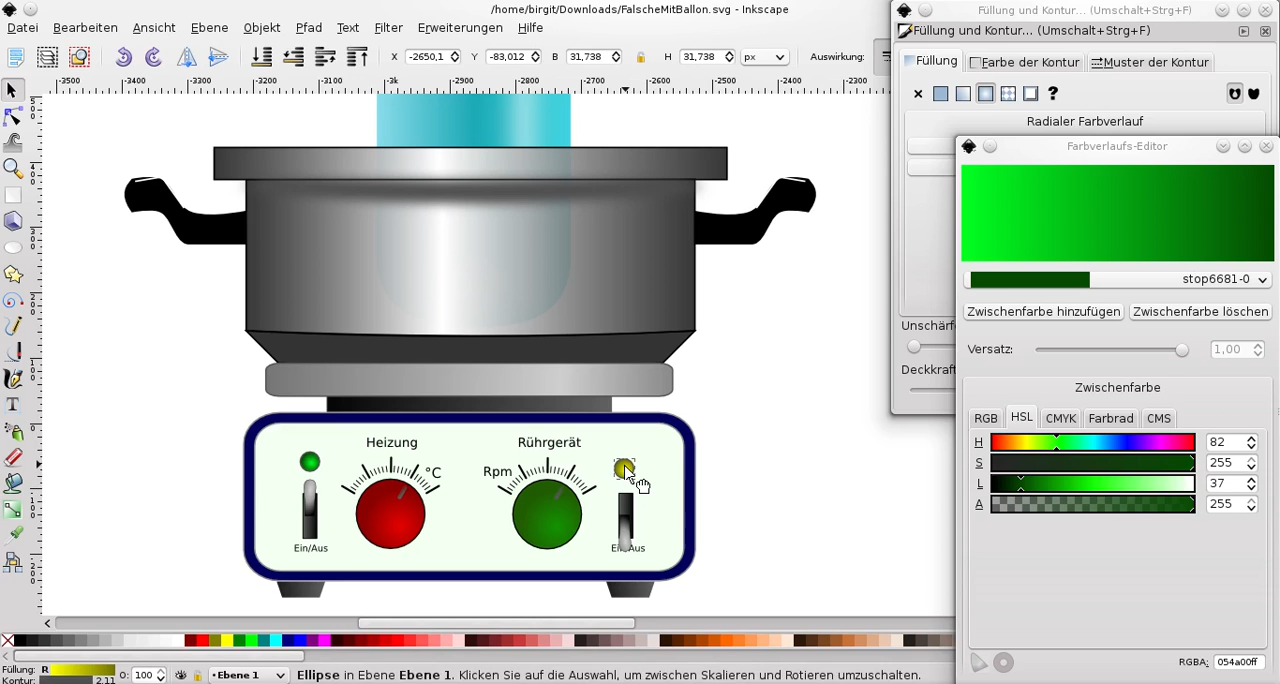 /home/birgit/Downloads/FalscheMitBallon.svg - Inkscape
Datei Bearbeiten Ansicht Objekt Pfad Text Filter Erweiterungen Hilfe
X -2650,1 Y -83,012 B 31,738 H 31,738 px Auswirkung:
-3500 -3400 -3300 -3200 -3100 -3k -2900 -2800 -2700 -2600 -2500 -2400 -2300 -2200
Füllung und Kontur... (Umschalt+Strg+F)
Füllung und Kontur... (Umschalt+Strg+F)
Füllung Farbe der Kontur Muster der Kontur
?
Radialer Farbverlauf
Farbverlaufs-Editor
stop6681-0
Zwischenfarbe hinzufügen Zwischenfarbe löschen
Versatz: 1,00
Zwischenfarbe
RGB HSL CMYK Farbrad CMS
H 82
S 255
L 37
A 255
RGBA: 054a00ff
Deckkraft
Heizung
°C
Ein/Aus
Rührgerät
Rpm
Füllung: R
Kontur: 2.11
O: 100
Ebene 1
Ellipse in Ebene Ebene 1. Klicken Sie auf die Auswahl, um zwischen Skalieren und Rotieren umzuschalten.